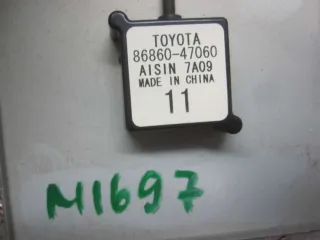 TOYOTA
86860-47060
AISIN 7A09
MADE IN CHINA
11
M1697